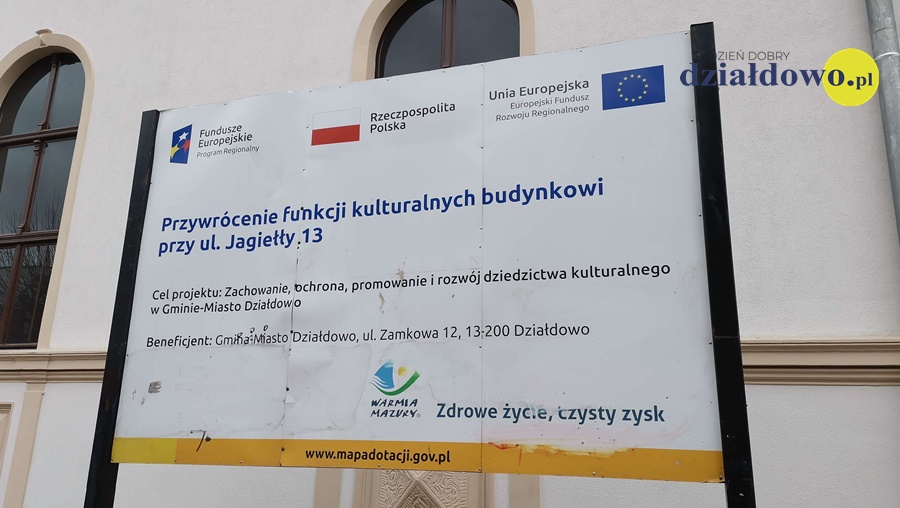 DZIEŃ DOBRY
działdowo.pl
Fundusze
Europejskie
Program Regionalny
Rzeczpospolita
Polska
Unia Europejska
Europejski Fundusz
Rozwoju Regionalnego
Przywrócenie funkcji kulturalnych budynkowi
przy ul. Jagiełły 13
Cel projektu: Zachowanie, ochrona, promowanie i rozwój dziedzictwa kulturalnego
w Gminie-Miasto Działdowo
Beneficjent: Gmina-Miasto Działdowo, ul. Zamkowa 12, 13-200 Działdowo
WARMIA
MAZURY
Zdrowe życie, czysty zysk
www.mapadotacji.gov.pl